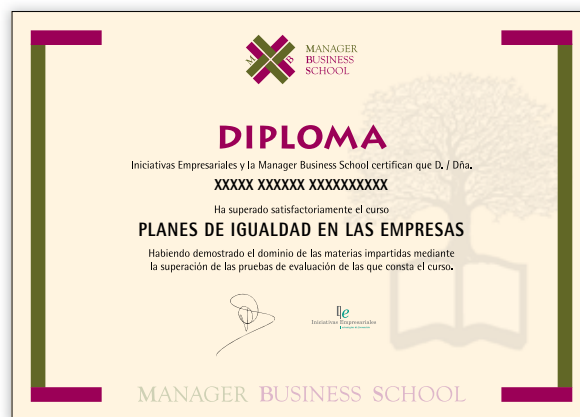 M B
MANAGER
BUSINESS
SCHOOL
DIPLOMA
Iniciativas Empresariales y la Manager Business School certifican que D. / Dña.
XXXXX XXXXXX XXXXXXXXXX
Ha superado satisfactoriamente el curso
PLANES DE IGUALDAD EN LAS EMPRESAS
Habiendo demostrado el dominio de las materias impartidas mediante
la superación de las pruebas de evaluación de las que consta el curso.
Iniciativas Empresariales
MANAGER BUSINESS SCHOOL